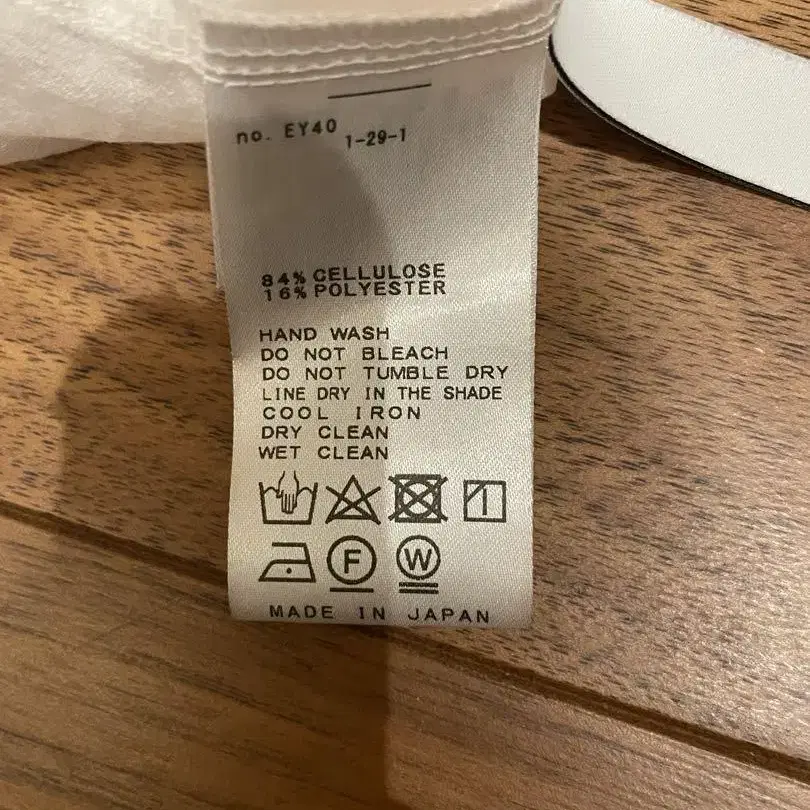 no. EY40 1-29-1
84% CELLULOSE
16% POLYESTER
HAND WASH
DO NOT BLEACH
DO NOT TUMBLE DRY
LINE DRY IN THE SHADE
COOL IRON
DRY CLEAN
WET CLEAN
F W
MADE IN JAPAN